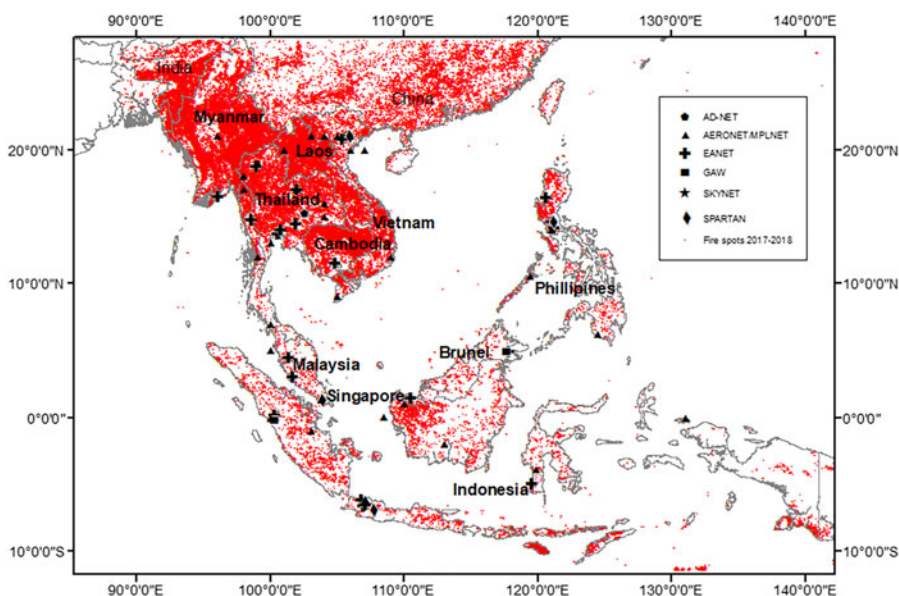 90°0'0"E 100°0'0"E 110°0'0"E 120°0'0"E 130°0'0"E 140°0'0"E
India
China
Myanmar
AD-NET
AERONET/MPLNET
EANET
GAW
SKYNET
SPARTAN
Fire spots 2017-2018
20°0'0"N 20°0'0"N
Laos
Thailand
Vietnam
Cambodia
10°0'0"N 10°0'0"N
Phillipines
Brunei
Malaysia
Singapore
0°0'0" 0°0'0"
Indonesia
10°0'0"S 10°0'0"S
90°0'0"E 100°0'0"E 110°0'0"E 120°0'0"E 130°0'0"E 140°0'0"E